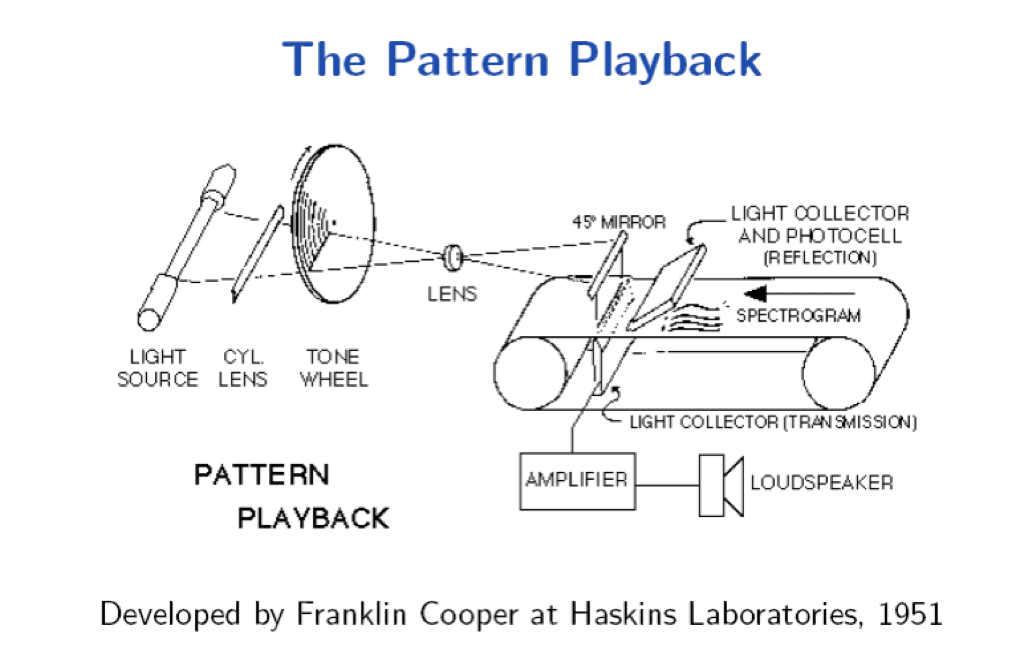 The Pattern Playback
45° MIRROR
LIGHT COLLECTOR
AND PHOTOCELL
(REFLECTION)
LENS
SPECTROGRAM
LIGHT
SOURCE
CYL.
LENS
TONE
WHEEL
LIGHT COLLECTOR (TRANSMISSION)
AMPLIFIER
LOUDSPEAKER
PATTERN
PLAYBACK
Developed by Franklin Cooper at Haskins Laboratories, 1951